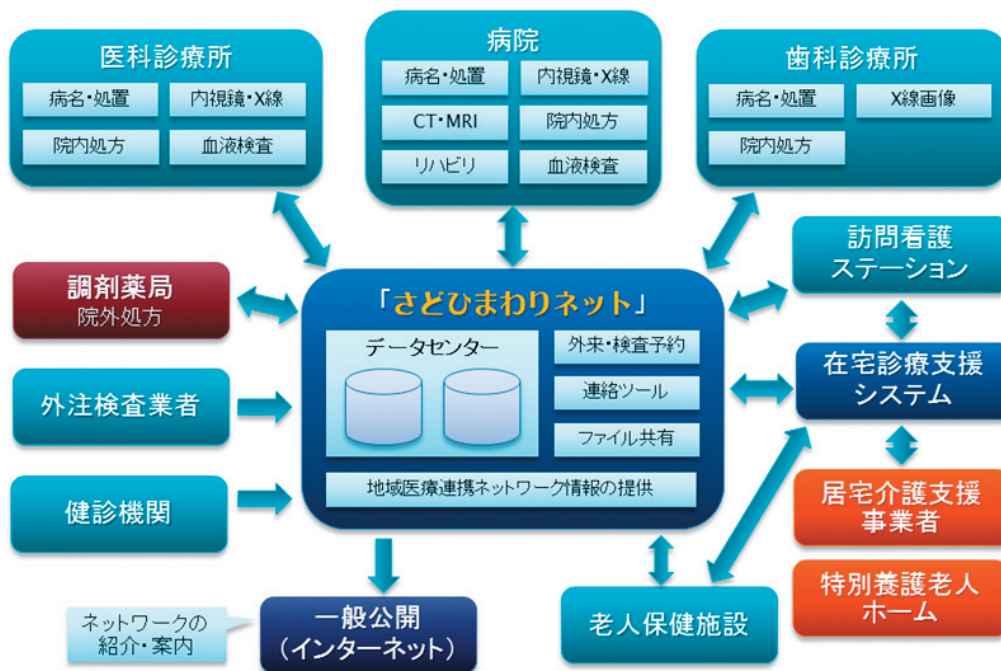 医科診療所
病名・処置
内視鏡・X線
院内処方
血液検査
病院
病名・処置
内視鏡・X線
CT・MRI
院内処方
リハビリ
血液検査
歯科診療所
病名・処置
X線画像
院内処方
調剤薬局
院外処方
外注検査業者
健診機関
「さどひまわりネット」
データセンター
外来・検査予約
連絡ツール
ファイル共有
地域医療連携ネットワーク情報の提供
訪問看護
ステーション
在宅診療支援
システム
居宅介護支援
事業者
特別養護老人
ホーム
ネットワークの
紹介・案内
一般公開
(インターネット)
老人保健施設